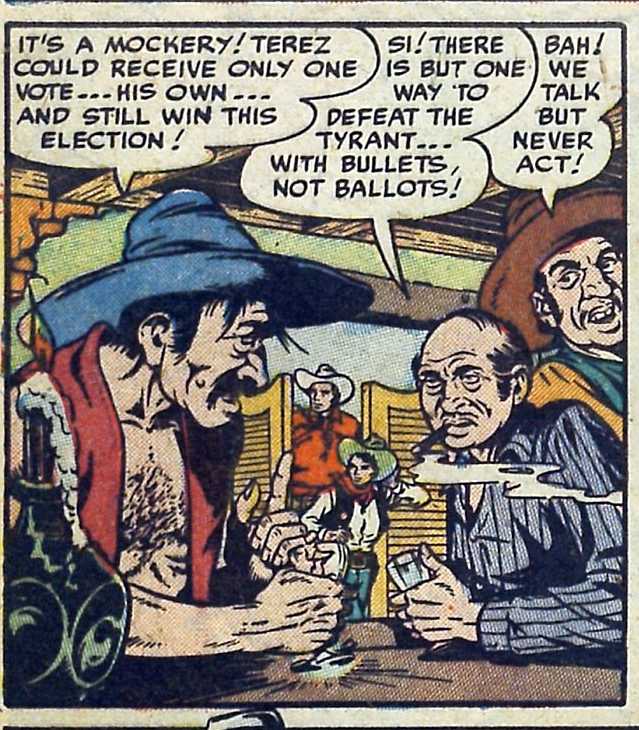 IT'S A MOCKERY! TEREZ
COULD RECEIVE ONLY ONE
VOTE---HIS OWN---
AND STILL WIN THIS
ELECTION!
SI! THERE
IS BUT ONE
WAY TO
DEFEAT THE
TYRANT---
WITH BULLETS,
NOT BALLOTS!
BAH!
WE
TALK
BUT
NEVER
ACT!